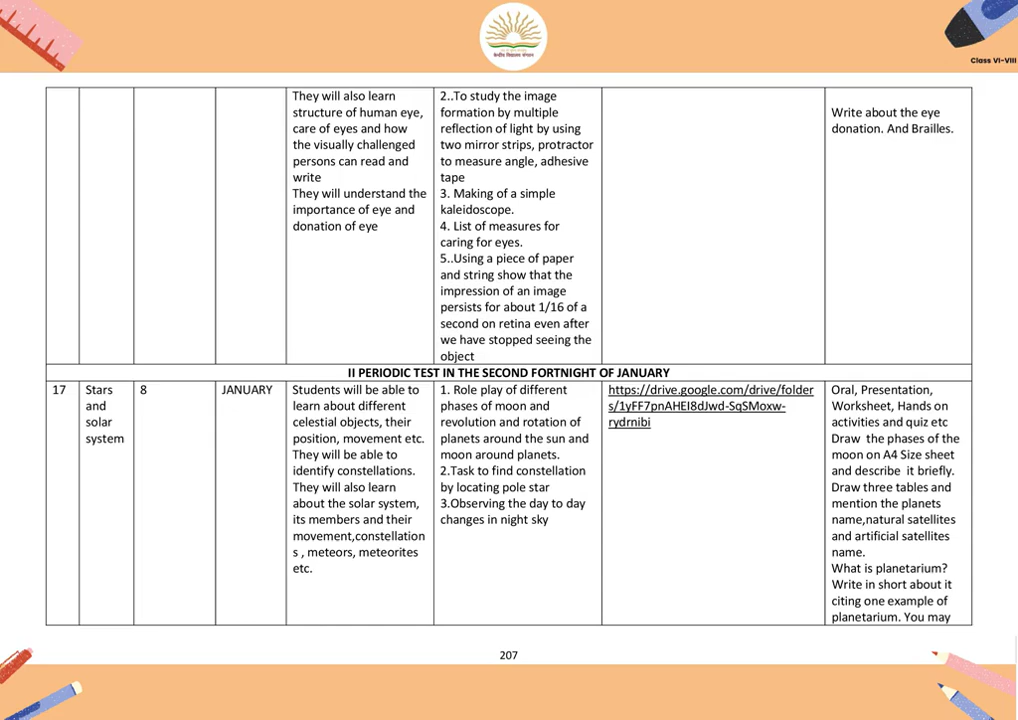 Class VI-VIII
केन्द्रीय विद्यालय संगठन
They will also learn
structure of human eye,
care of eyes and how
the visually challenged
persons can read and
write
They will understand the
importance of eye and
donation of eye
2..To study the image
formation by multiple
reflection of light by using
two mirror strips, protractor
to measure angle, adhesive
tape
3. Making of a simple
kaleidoscope.
4. List of measures for
caring for eyes.
5..Using a piece of paper
and string show that the
impression of an image
persists for about 1/16 of a
second on retina even after
we have stopped seeing the
object
Write about the eye
donation. And Brailles.
II PERIODIC TEST IN THE SECOND FORTNIGHT OF JANUARY
17
Stars
and
solar
system
8
JANUARY
Students will be able to
learn about different
celestial objects, their
position, movement etc.
They will be able to
identify constellations.
They will also learn
about the solar system,
its members and their
movement,constellation
s , meteors, meteorites
etc.
1. Role play of different
phases of moon and
revolution and rotation of
planets around the sun and
moon around planets.
2.Task to find constellation
by locating pole star
3.Observing the day to day
changes in night sky
https://drive.google.com/drive/folder
s/1yFF7pnAHEI8dJwd-SqSMoxw-
rydrnibi
Oral, Presentation,
Worksheet, Hands on
activities and quiz etc
Draw the phases of the
moon on A4 Size sheet
and describe it briefly.
Draw three tables and
mention the planets
name,natural satellites
and artificial satellites
name.
What is planetarium?
Write in short about it
citing one example of
planetarium. You may
207